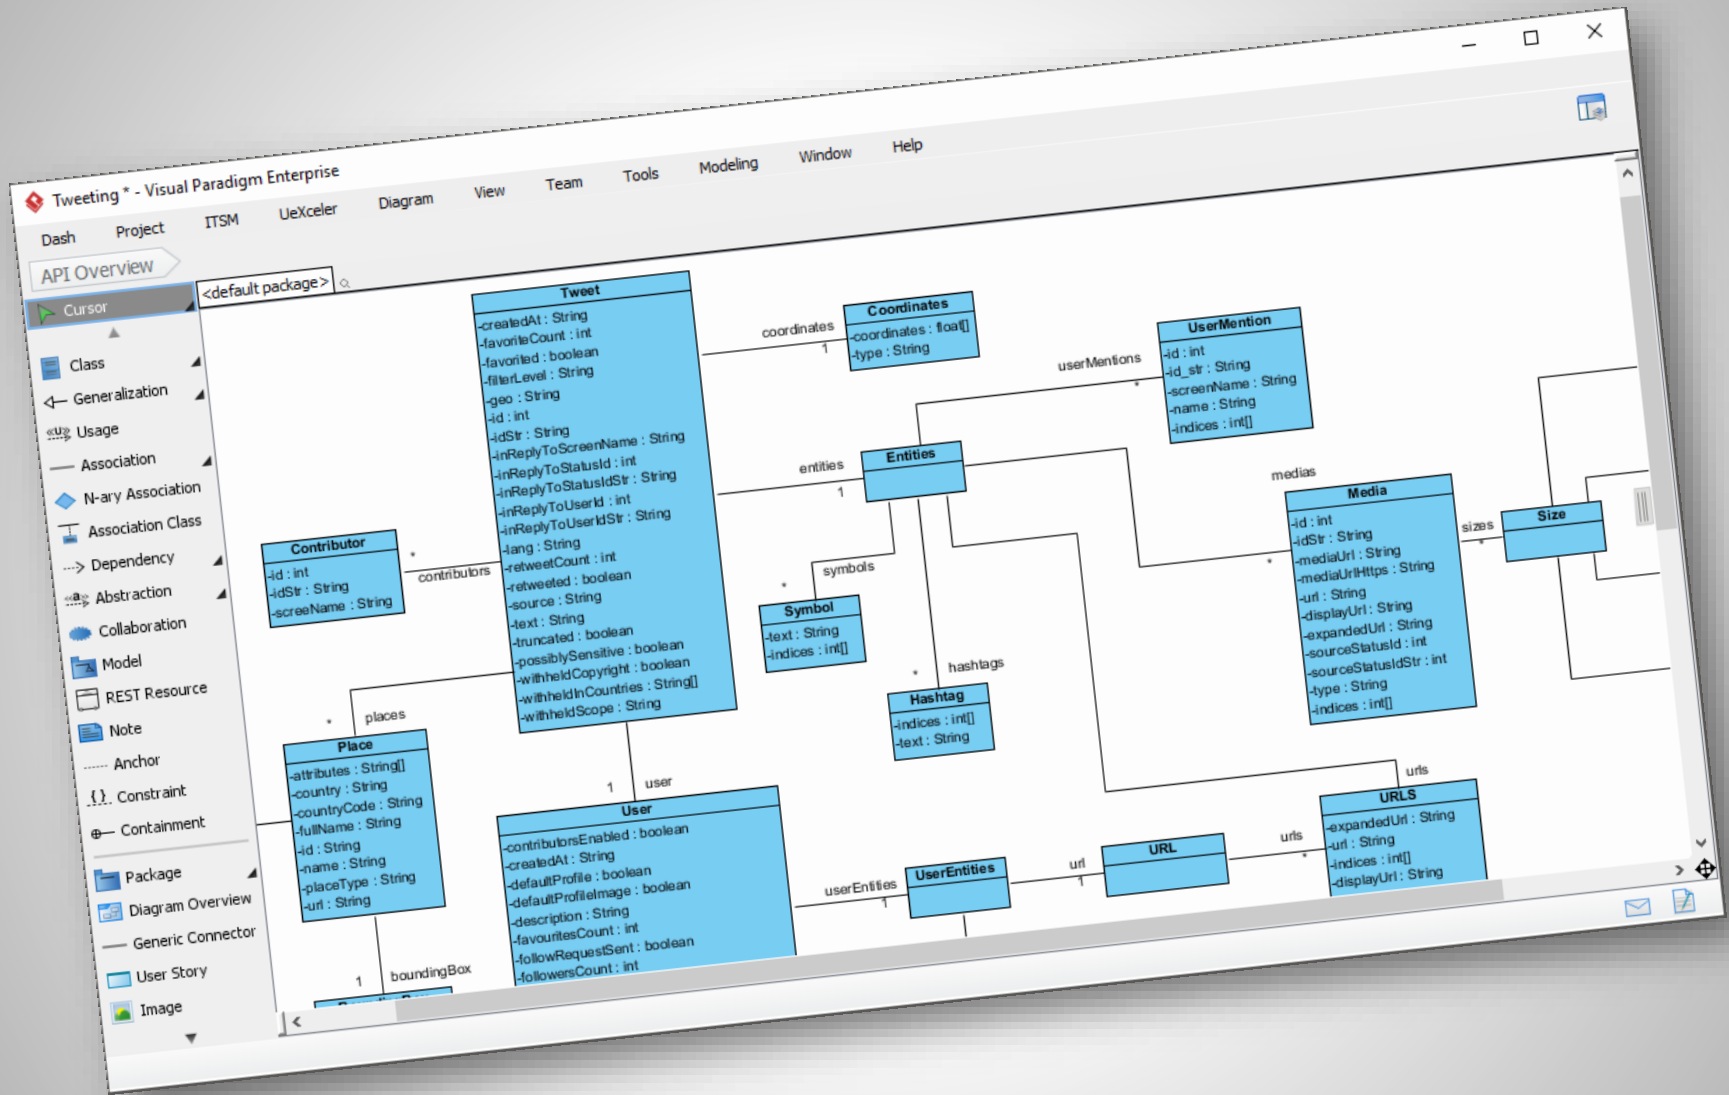 Tweeting * - Visual Paradigm Enterprise
Dash Project ITSM UeXceler Diagram View Team Tools Modeling Window Help
API Overview
<default package>
Cursor
Class
Generalization
Usage
Association
N-ary Association
Association Class
Dependency
Abstraction
Collaboration
Model
REST Resource
Note
Anchor
Constraint
Containment
Package
Diagram Overview
Generic Connector
User Story
Image
Tweet
-createdAt : String
-favoriteCount : int
-favorited : boolean
-filterLevel : String
-geo : String
-id : int
-idStr : String
-inReplyToScreenName : String
-inReplyToStatusId : int
-inReplyToStatusIdStr : String
-inReplyToUserId : int
-inReplyToUserIdStr : String
-lang : String
-retweetCount : int
-retweeted : boolean
-source : String
-text : String
-truncated : boolean
-possiblySensitive : boolean
-withheldCopyright : boolean
-withheldInCountries : String[]
-withheldScope : String
coordinates
1
Coordinates
-coordinates : float[]
-type : String
userMentions
*
UserMention
-id : int
-id_str : String
-screenName : String
-name : String
-indices : int[]
entities
1
Entities
medias
*
Media
-id : int
-idStr : String
-mediaUrl : String
-mediaUrlHttps : String
-url : String
-displayUrl : String
-expandedUrl : String
-sourceStatusId : int
-sourceStatusIdStr : int
-type : String
-indices : int[]
sizes
*
Size
Contributor
-id : int
-idStr : String
-screeName : String
*
contributors
symbols
*
Symbol
-text : String
-indices : int[]
hashtags
*
Hashtag
-indices : int[]
-text : String
places
*
Place
-attributes : String[]
-country : String
-countryCode : String
-fullName : String
-id : String
-name : String
-placeType : String
-url : String
1
boundingBox
1
user
User
-contributorsEnabled : boolean
-createdAt : String
-defaultProfile : boolean
-defaultProfileImage : boolean
-description : String
-favouritesCount : int
-followRequestSent : boolean
-followersCount : int
userEntities
1
UserEntities
url
1
URL
urls
*
urls
URLS
-expandedUrl : String
-url : String
-indices : int[]
-displayUrl : String